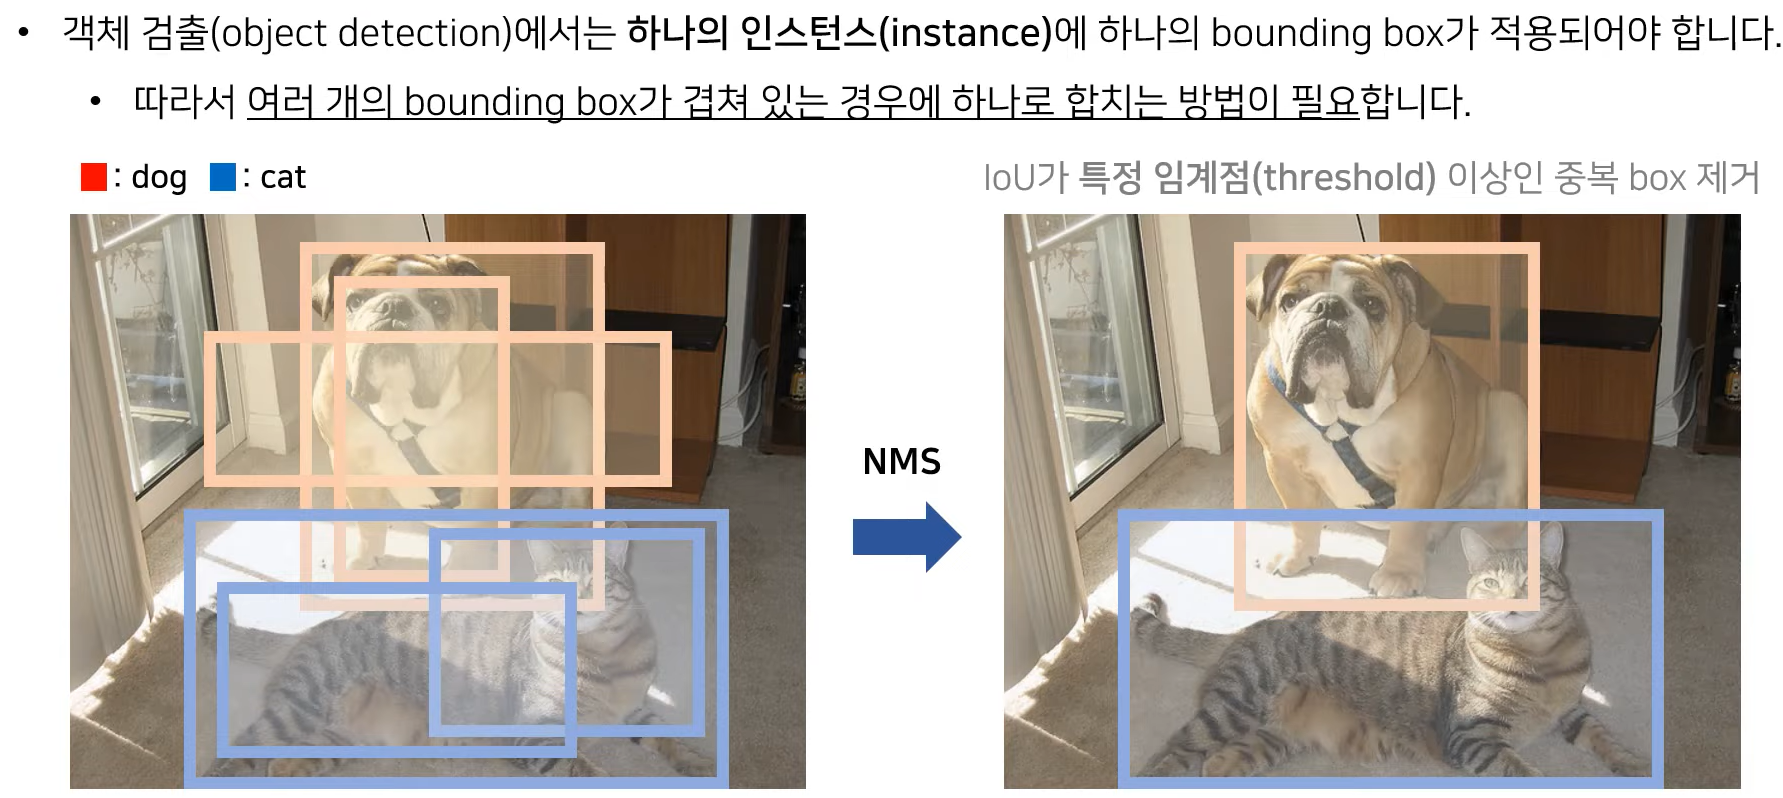 • 객체 검출(object detection)에서는 하나의 인스턴스(instance)에 하나의 bounding box가 적용되어야 합니다.
• 따라서 여러 개의 bounding box가 겹쳐 있는 경우에 하나로 합치는 방법이 필요합니다.
: dog : cat
IoU가 특정 임계점(threshold) 이상인 중복 box 제거
NMS